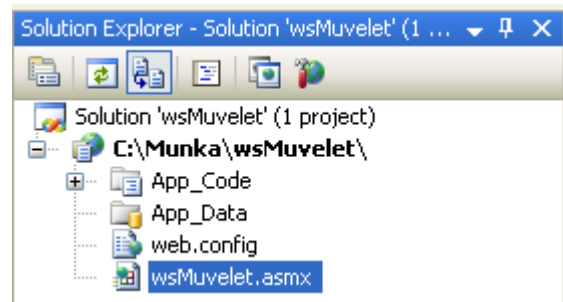 Solution Explorer - Solution 'wsMuvelet' (1 ...
Solution 'wsMuvelet' (1 project)
C:\Munka\wsMuvelet\
App_Code
App_Data
web.config
wsMuvelet.asmx